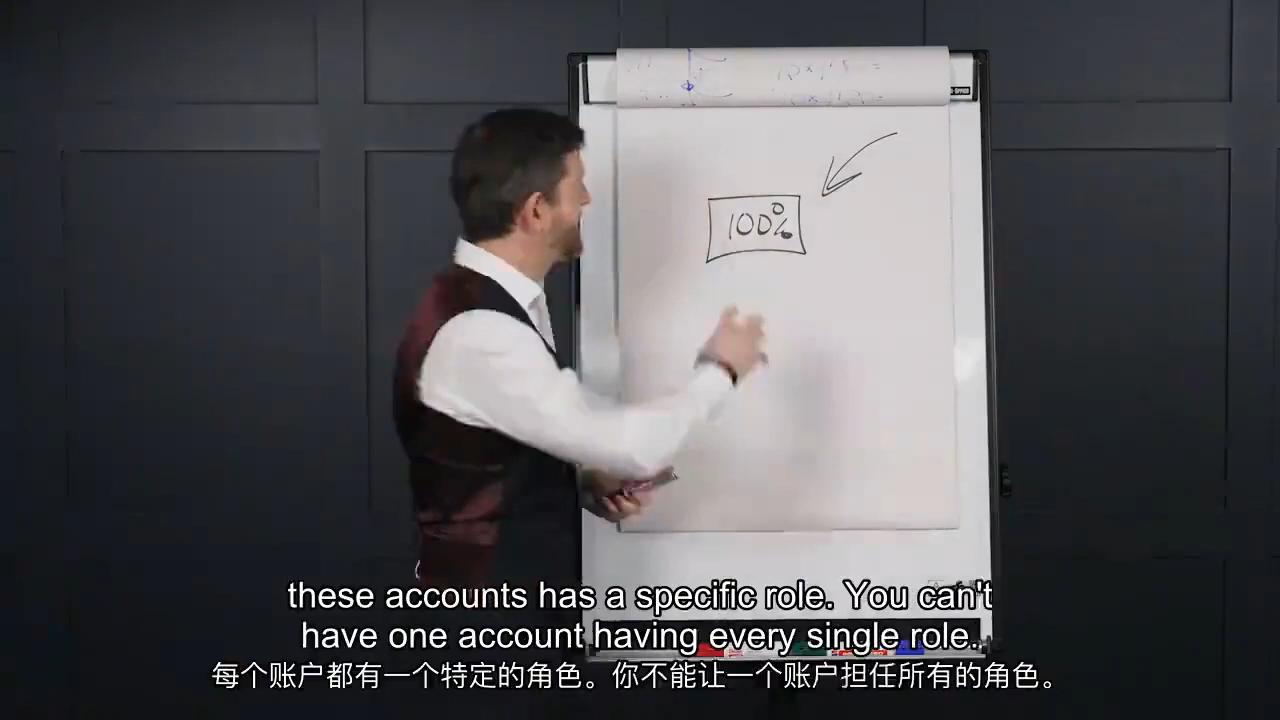 100%
these accounts has a specific role. You can't
have one account having every single role.
每个账户都有一个特定的角色。你不能让一个账户担任所有的角色。